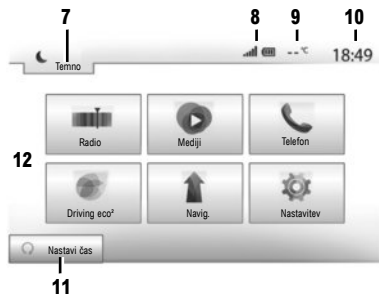 7 8 9 10
Temno -- °C 18:49
Radio Mediji Telefon
12
Driving eco² Navig. Nastavitev
Nastavi čas
11